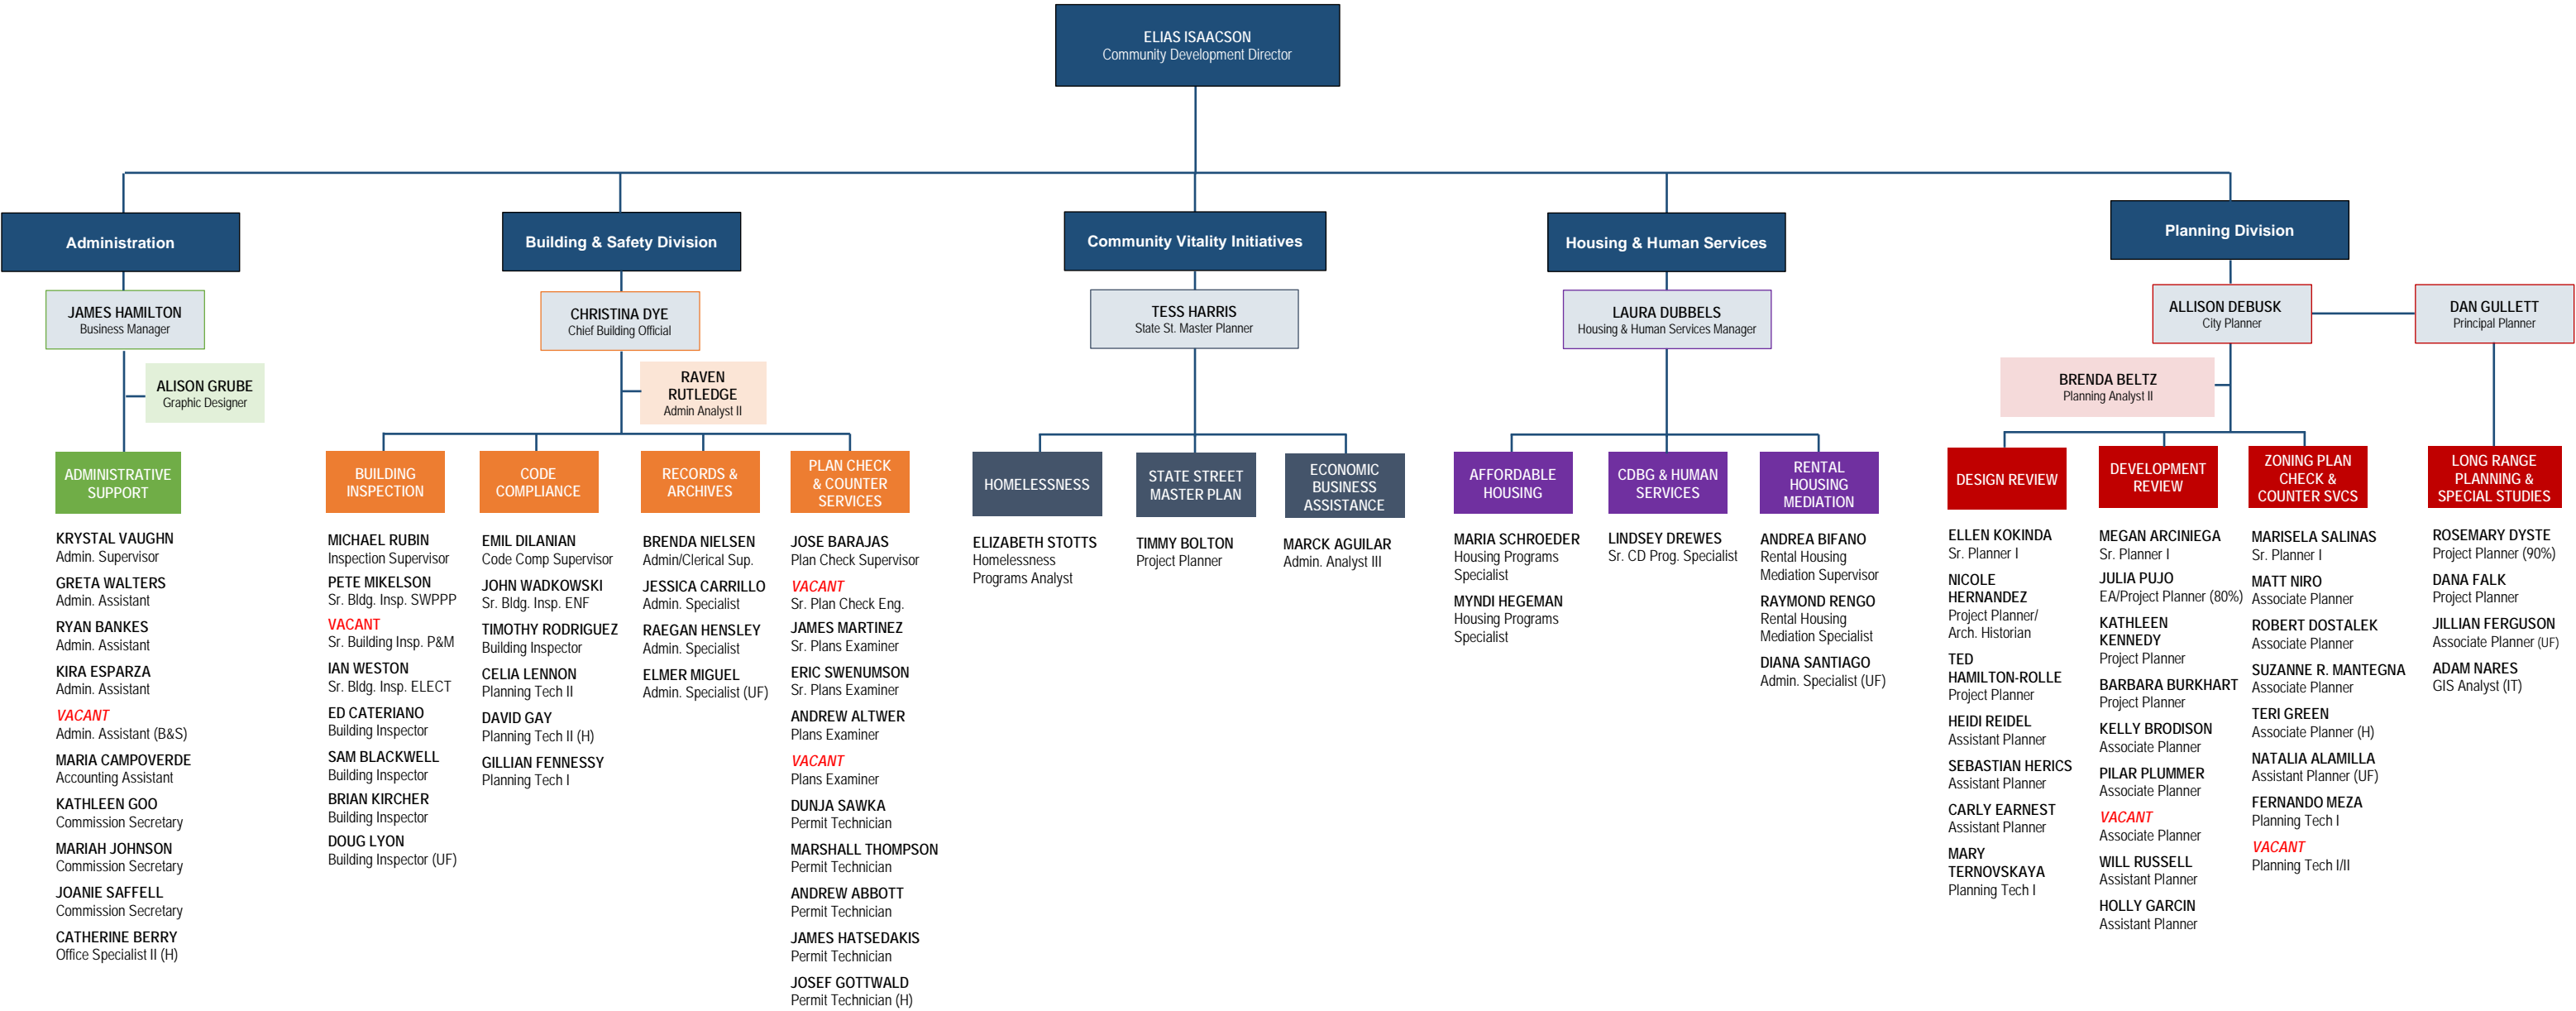 ELIAS ISAACSON
Community Development Director
Administration
JAMES HAMILTON
Business Manager
ALISON GRUBE
Graphic Designer
ADMINISTRATIVE
SUPPORT
KRYSTAL VAUGHN
Admin. Supervisor
GRETA WALTERS
Admin. Assistant
RYAN BANKES
Admin. Assistant
KIRA ESPARZA
Admin. Assistant
VACANT
Admin. Assistant (B&S)
MARIA CAMPOVERDE
Accounting Assistant
KATHLEEN GOO
Commission Secretary
MARIAH JOHNSON
Commission Secretary
JOANIE SAFFELL
Commission Secretary
CATHERINE BERRY
Office Specialist II (H)
Building & Safety Division
CHRISTINA DYE
Chief Building Official
RAVEN
RUTLEDGE
Admin Analyst II
BUILDING
INSPECTION
MICHAEL RUBIN
Inspection Supervisor
PETE MIKELSON
Sr. Bldg. Insp. SWPPP
VACANT
Sr. Building Insp. P&M
IAN WESTON
Sr. Bldg. Insp. ELECT
ED CATERIANO
Building Inspector
SAM BLACKWELL
Building Inspector
BRIAN KIRCHER
Building Inspector
DOUG LYON
Building Inspector (UF)
CODE
COMPLIANCE
EMIL DILANIAN
Code Comp Supervisor
JOHN WADKOWSKI
Sr. Bldg. Insp. ENF
TIMOTHY RODRIGUEZ
Building Inspector
CELIA LENNON
Planning Tech II
DAVID GAY
Planning Tech II (H)
GILLIAN FENNESSY
Planning Tech I
RECORDS &
ARCHIVES
BRENDA NIELSEN
Admin/Clerical Sup.
JESSICA CARRILLO
Admin. Specialist
RAEGAN HENSLEY
Admin. Specialist
ELMER MIGUEL
Admin. Specialist (UF)
PLAN CHECK
& COUNTER
SERVICES
JOSE BARAJAS
Plan Check Supervisor
VACANT
Sr. Plan Check Eng.
JAMES MARTINEZ
Sr. Plans Examiner
ERIC SWENUMSON
Sr. Plans Examiner
ANDREW ALTWER
Plans Examiner
VACANT
Plans Examiner
DUNJA SAWKA
Permit Technician
MARSHALL THOMPSON
Permit Technician
ANDREW ABBOTT
Permit Technician
JAMES HATSEDAKIS
Permit Technician
JOSEF GOTTWALD
Permit Technician (H)
Community Vitality Initiatives
TESS HARRIS
State St. Master Planner
HOMELESSNESS
ELIZABETH STOTTS
Homelessness
Programs Analyst
STATE STREET
MASTER PLAN
TIMMY BOLTON
Project Planner
ECONOMIC
BUSINESS
ASSISTANCE
MARCK AGUILAR
Admin. Analyst III
Housing & Human Services
LAURA DUBBELS
Housing & Human Services Manager
AFFORDABLE
HOUSING
MARIA SCHROEDER
Housing Programs
Specialist
MYNDI HEGEMAN
Housing Programs
Specialist
CDBG & HUMAN
SERVICES
LINDSEY DREWES
Sr. CD Prog. Specialist
RENTAL
HOUSING
MEDIATION
ANDREA BIFANO
Rental Housing
Mediation Supervisor
RAYMOND RENGO
Rental Housing
Mediation Specialist
DIANA SANTIAGO
Admin. Specialist (UF)
Planning Division
ALLISON DEBUSK
City Planner
DAN GULLETT
Principal Planner
BRENDA BELTZ
Planning Analyst II
DESIGN REVIEW
ELLEN KOKINDA
Sr. Planner I
NICOLE
HERNANDEZ
Project Planner/
Arch. Historian
TED
HAMILTON-ROLLE
Project Planner
HEIDI REIDEL
Assistant Planner
SEBASTIAN HERICS
Assistant Planner
CARLY EARNEST
Assistant Planner
MARY
TERNOVSKAYA
Planning Tech I
DEVELOPMENT
REVIEW
MEGAN ARCINIEGA
Sr. Planner I
JULIA PUJO
EA/Project Planner (80%)
KATHLEEN
KENNEDY
Project Planner
BARBARA BURKHART
Project Planner
KELLY BRODISON
Associate Planner
PILAR PLUMMER
Associate Planner
VACANT
Associate Planner
WILL RUSSELL
Assistant Planner
HOLLY GARCIN
Assistant Planner
ZONING PLAN
CHECK &
COUNTER SVCS
MARISELA SALINAS
Sr. Planner I
MATT NIRO
Associate Planner
ROBERT DOSTALEK
Associate Planner
SUZANNE R. MANTEGNA
Associate Planner
TERI GREEN
Associate Planner (H)
NATALIA ALAMILLA
Assistant Planner (UF)
FERNANDO MEZA
Planning Tech I
VACANT
Planning Tech I/II
LONG RANGE
PLANNING &
SPECIAL STUDIES
ROSEMARY DYSTE
Project Planner (90%)
DANA FALK
Project Planner
JILLIAN FERGUSON
Associate Planner (UF)
ADAM NARES
GIS Analyst (IT)